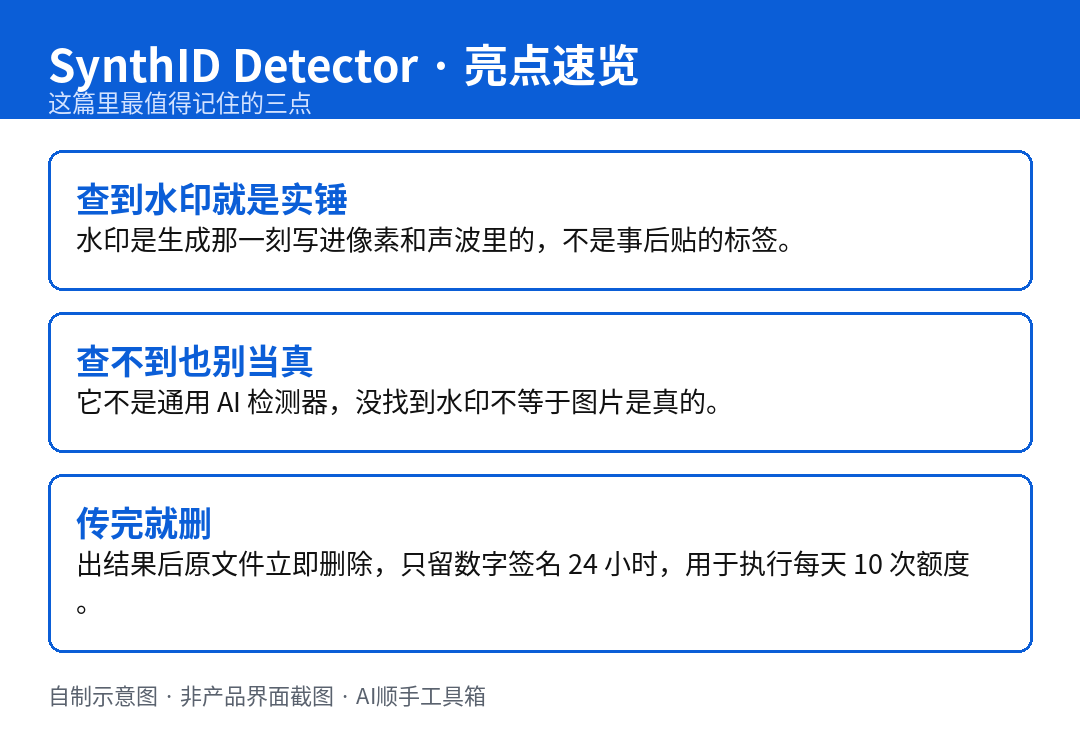 SynthID Detector · 亮点速览
这篇里最值得记住的三点
查到水印就是实锤
水印是生成那一刻写进像素和声波里的，不是事后贴的标签。
查不到也别当真
它不是通用 AI 检测器，没找到水印不等于图片是真的。
传完就删
出结果后原文件立即删除，只留数字签名 24 小时，用于执行每天 10 次额度
。
自制示意图 · 非产品界面截图 · AI顺手工具箱